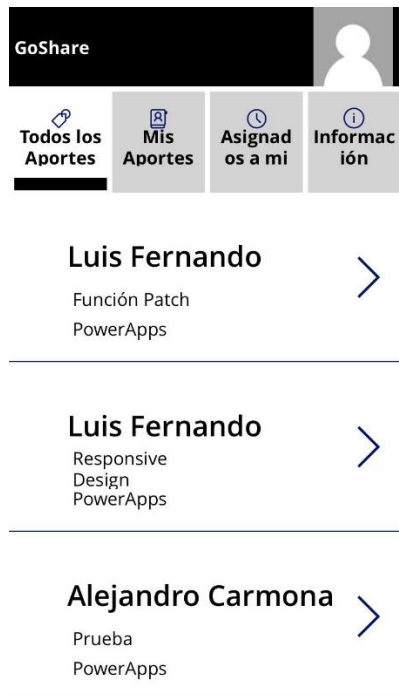 GoShare
Todos los
Aportes
Mis
Aportes
Asignad
os a mi
Informac
ión
Luis Fernando
Función Patch
PowerApps
Luis Fernando
Responsive
Design
PowerApps
Alejandro Carmona
Prueba
PowerApps